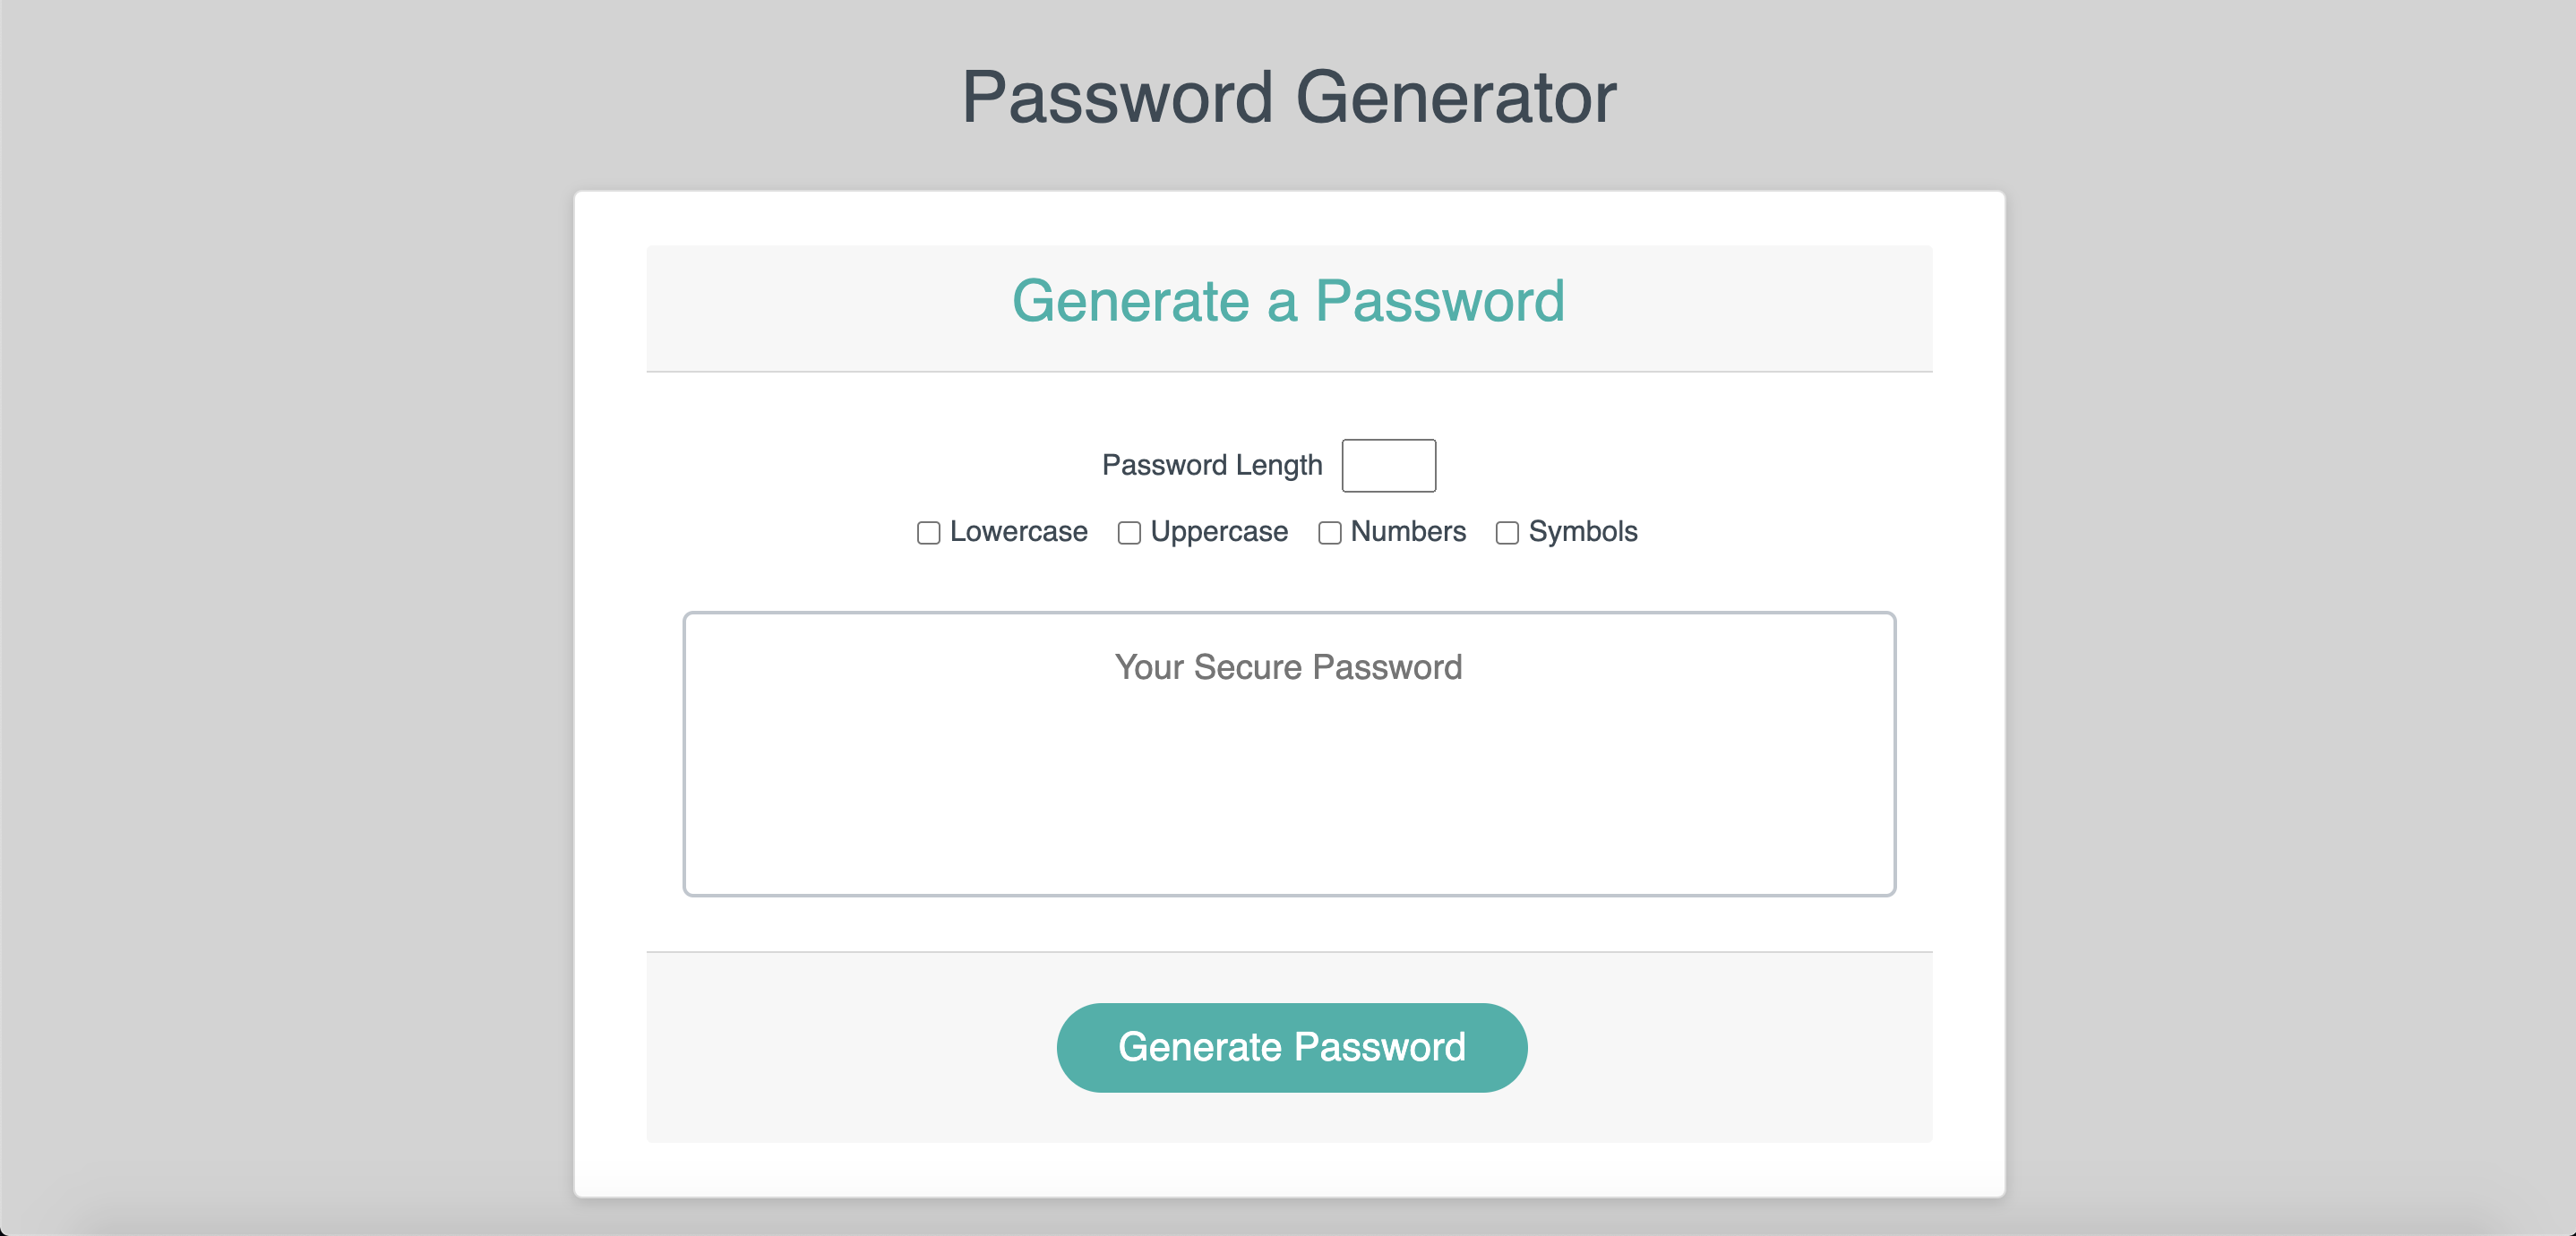 Password Generator
Generate a Password
Password Length
Lowercase Uppercase Numbers Symbols
Your Secure Password
Generate Password